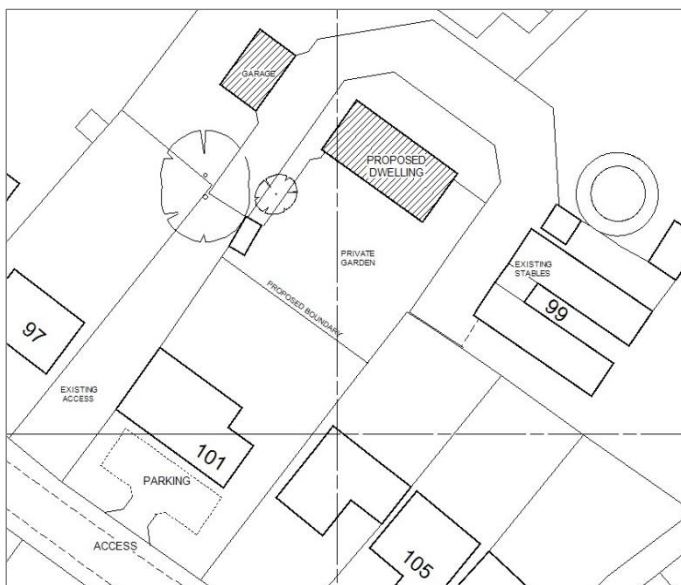 GARAGE
PROPOSED
DWELLING
PRIVATE
GARDEN
EXISTING
STABLES
99
PROPOSED BOUNDARY
97
EXISTING
ACCESS
101
PARKING
ACCESS
105